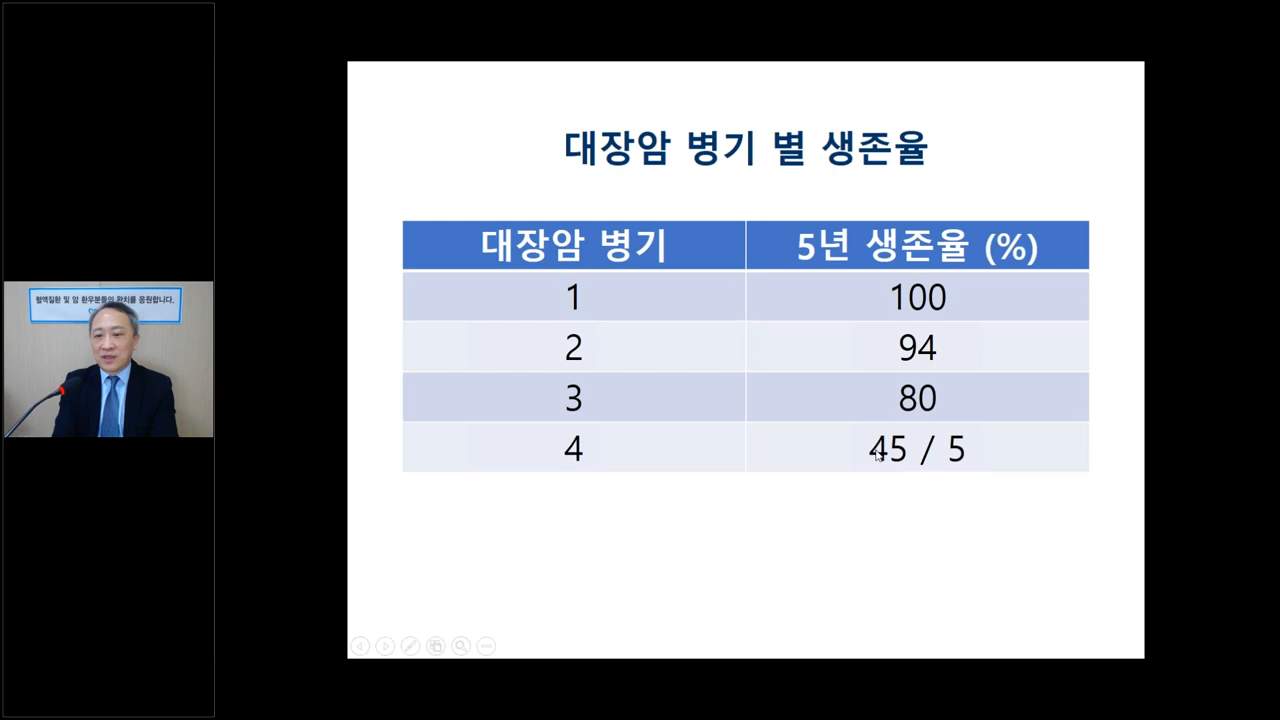 대장암 병기 별 생존율
대장암 병기 5년 생존율 (%)
1 100
2 94
3 80
4 45 / 5
혈액질환 및 암 환우분들의 완치를 응원합니다.